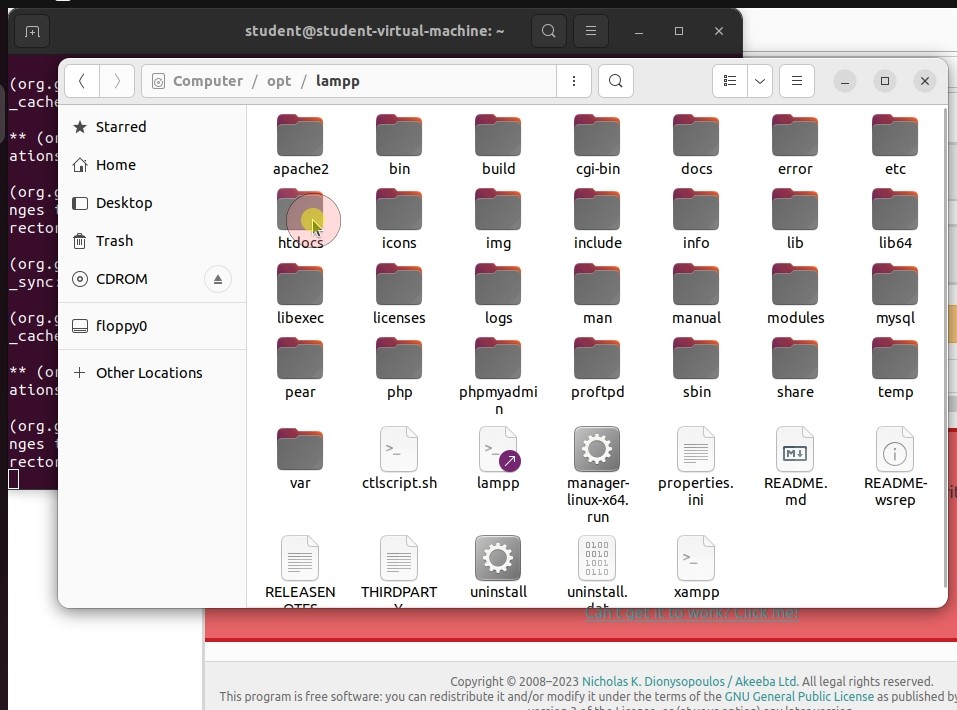 student@student-virtual-machine: ~
Computer / opt / lampp
(org.g
_cache
** (or
ations
(org.
nges t
rector
(org.g
_sync:
(org.g
_cache
** (or
ations
(org.g
nges t
rector
Starred
Home
Desktop
Trash
CDROM
floppy0
Other Locations
apache2 bin build cgi-bin docs error etc
htdocs icons img include info lib lib64
libexec licenses logs man manual modules mysql
pear php phpmyadmi proftpd sbin share temp
n
var ctlscript.sh lampp manager- properties. README. README-
linux-x64. ini md wsrep
run
RELEASEN THIRDPART uninstall uninstall. xampp
OTES Y dat
Can't get it to work? Click me!
Copyright © 2008–2023 Nicholas K. Dionysopoulos / Akeeba Ltd. All legal rights reserved.
This program is free software: you can redistribute it and/or modify it under the terms of the GNU General Public License as published by